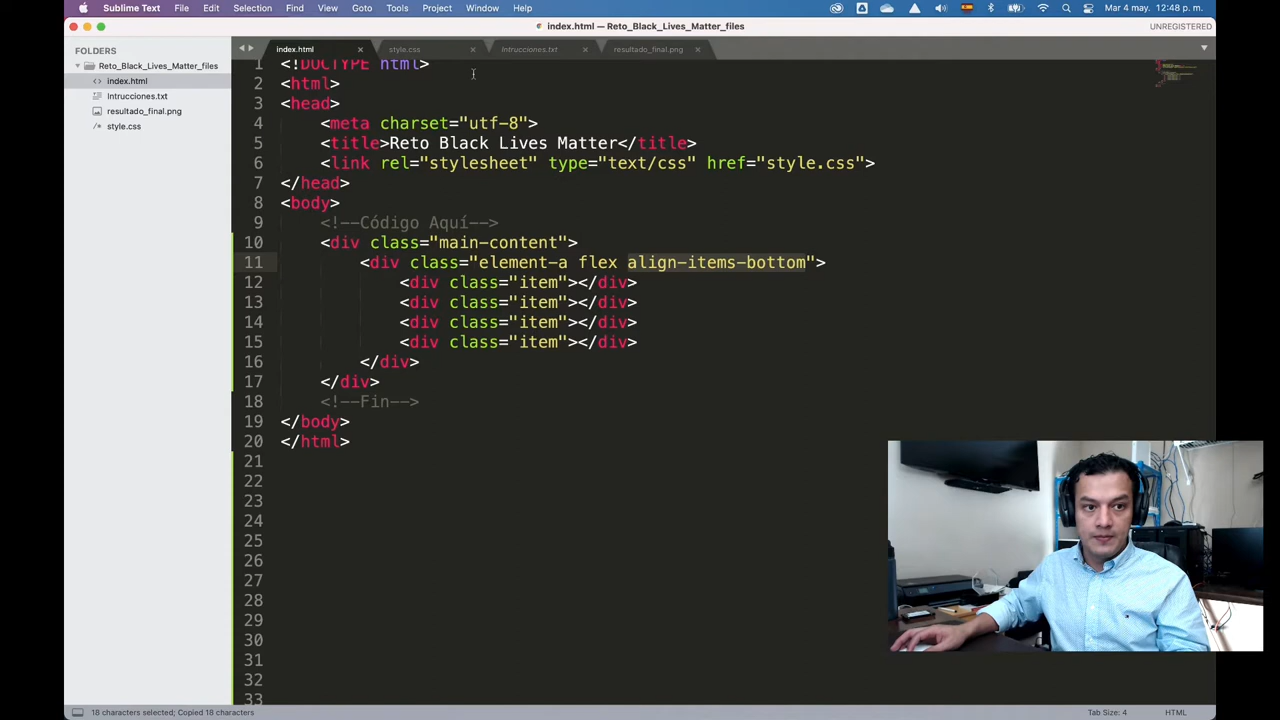 Sublime Text File Edit Selection Find View Goto Tools Project Window Help Mar 4 may. 12:48 p. m.
index.html — Reto_Black_Lives_Matter_files UNREGISTERED
FOLDERS
Reto_Black_Lives_Matter_files
index.html
Intrucciones.txt
resultado_final.png
style.css
index.html style.css Intrucciones.txt resultado_final.png
1 <!DOCTYPE html>
2 <html>
3 <head>
4 <meta charset="utf-8">
5 <title>Reto Black Lives Matter</title>
6 <link rel="stylesheet" type="text/css" href="style.css">
7 </head>
8 <body>
9 <!--Código Aquí-->
10 <div class="main-content">
11 <div class="element-a flex align-items-bottom">
12 <div class="item"></div>
13 <div class="item"></div>
14 <div class="item"></div>
15 <div class="item"></div>
16 </div>
17 </div>
18 <!--Fin-->
19 </body>
20 </html>
21
22
23
24
25
26
27
28
29
30
31
32
33
18 characters selected; Copied 18 characters Tab Size: 4 HTML